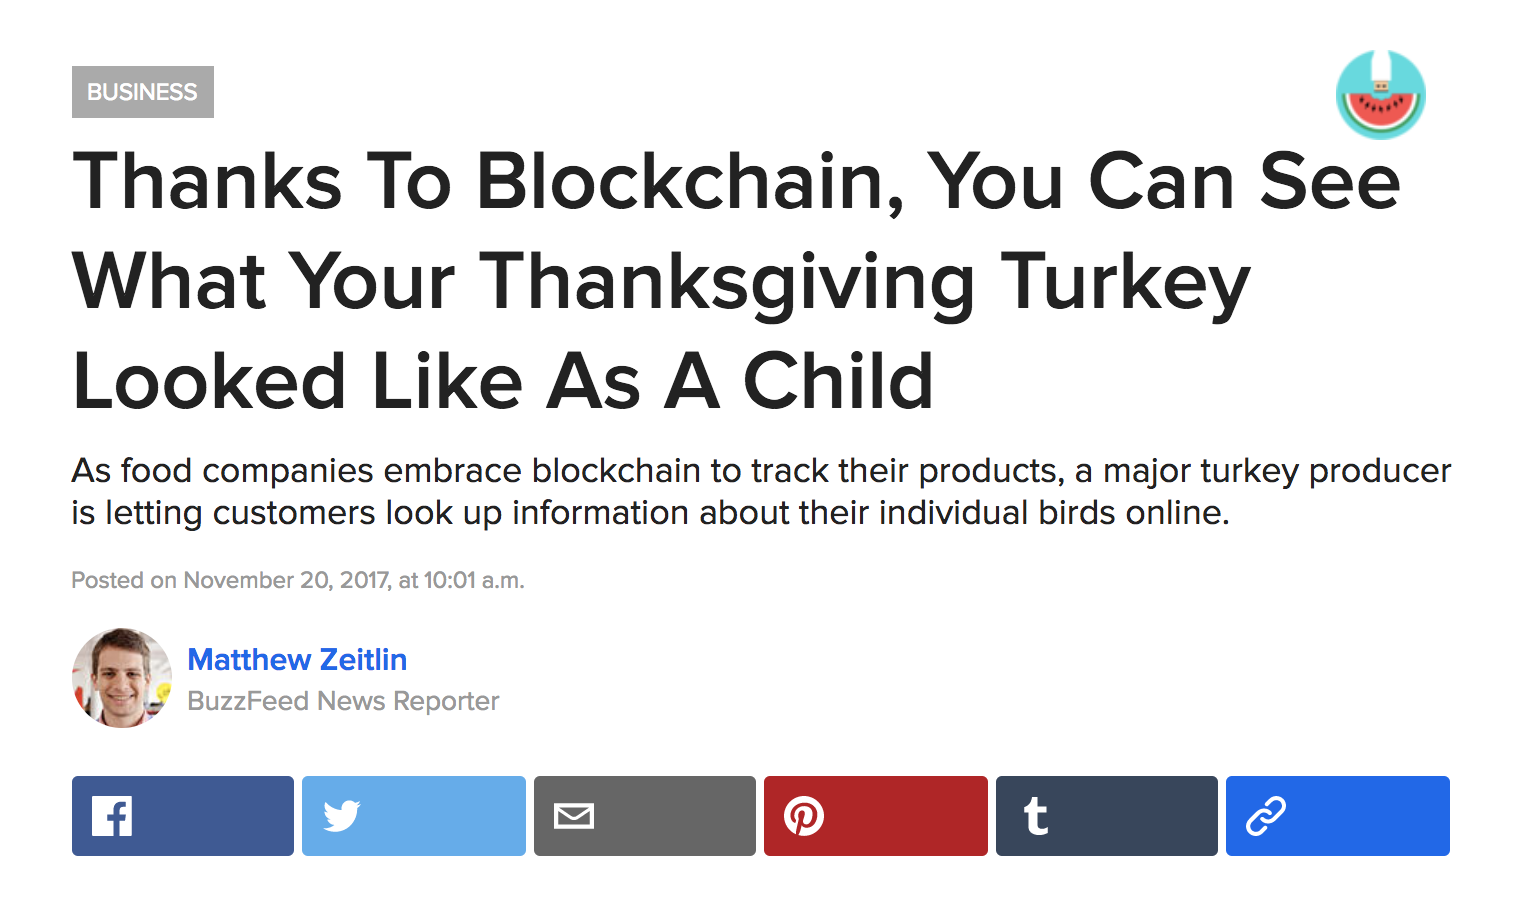 BUSINESS
Thanks To Blockchain, You Can See
What Your Thanksgiving Turkey
Looked Like As A Child
As food companies embrace blockchain to track their products, a major turkey producer
is letting customers look up information about their individual birds online.
Posted on November 20, 2017, at 10:01 a.m.
Matthew Zeitlin
BuzzFeed News Reporter